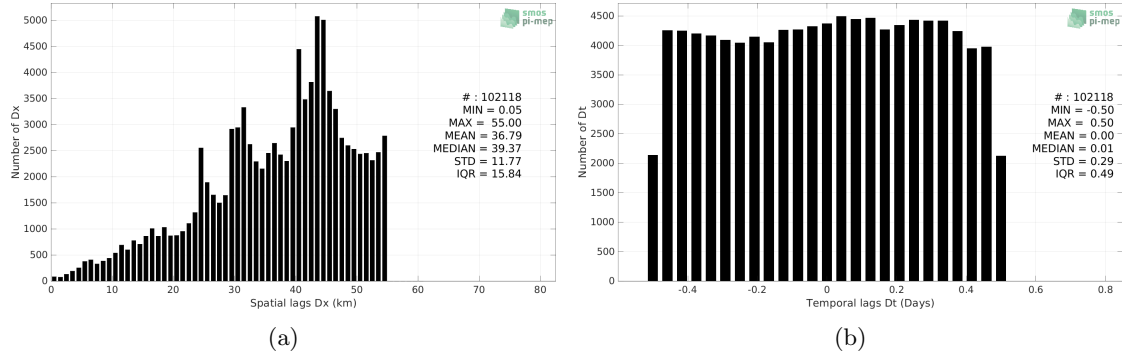 5000
4500
4000
3500
3000
2500
2000
1500
1000
500
0
Number of Dx
smos
pi-mep
# : 102118
MIN = 0.05
MAX = 55.00
MEAN = 36.79
MEDIAN = 39.37
STD = 11.77
IQR = 15.84
0 10 20 30 40 50 60 70 80
Spatial lags Dx (km)
(a)
4500
4000
3500
3000
2500
2000
1500
1000
500
0
Number of Dt
smos
pi-mep
# : 102118
MIN = -0.50
MAX = 0.50
MEAN = 0.00
MEDIAN = 0.01
STD = 0.29
IQR = 0.49
-0.4 -0.2 0 0.2 0.4 0.6 0.8
Temporal lags Dt (Days)
(b)